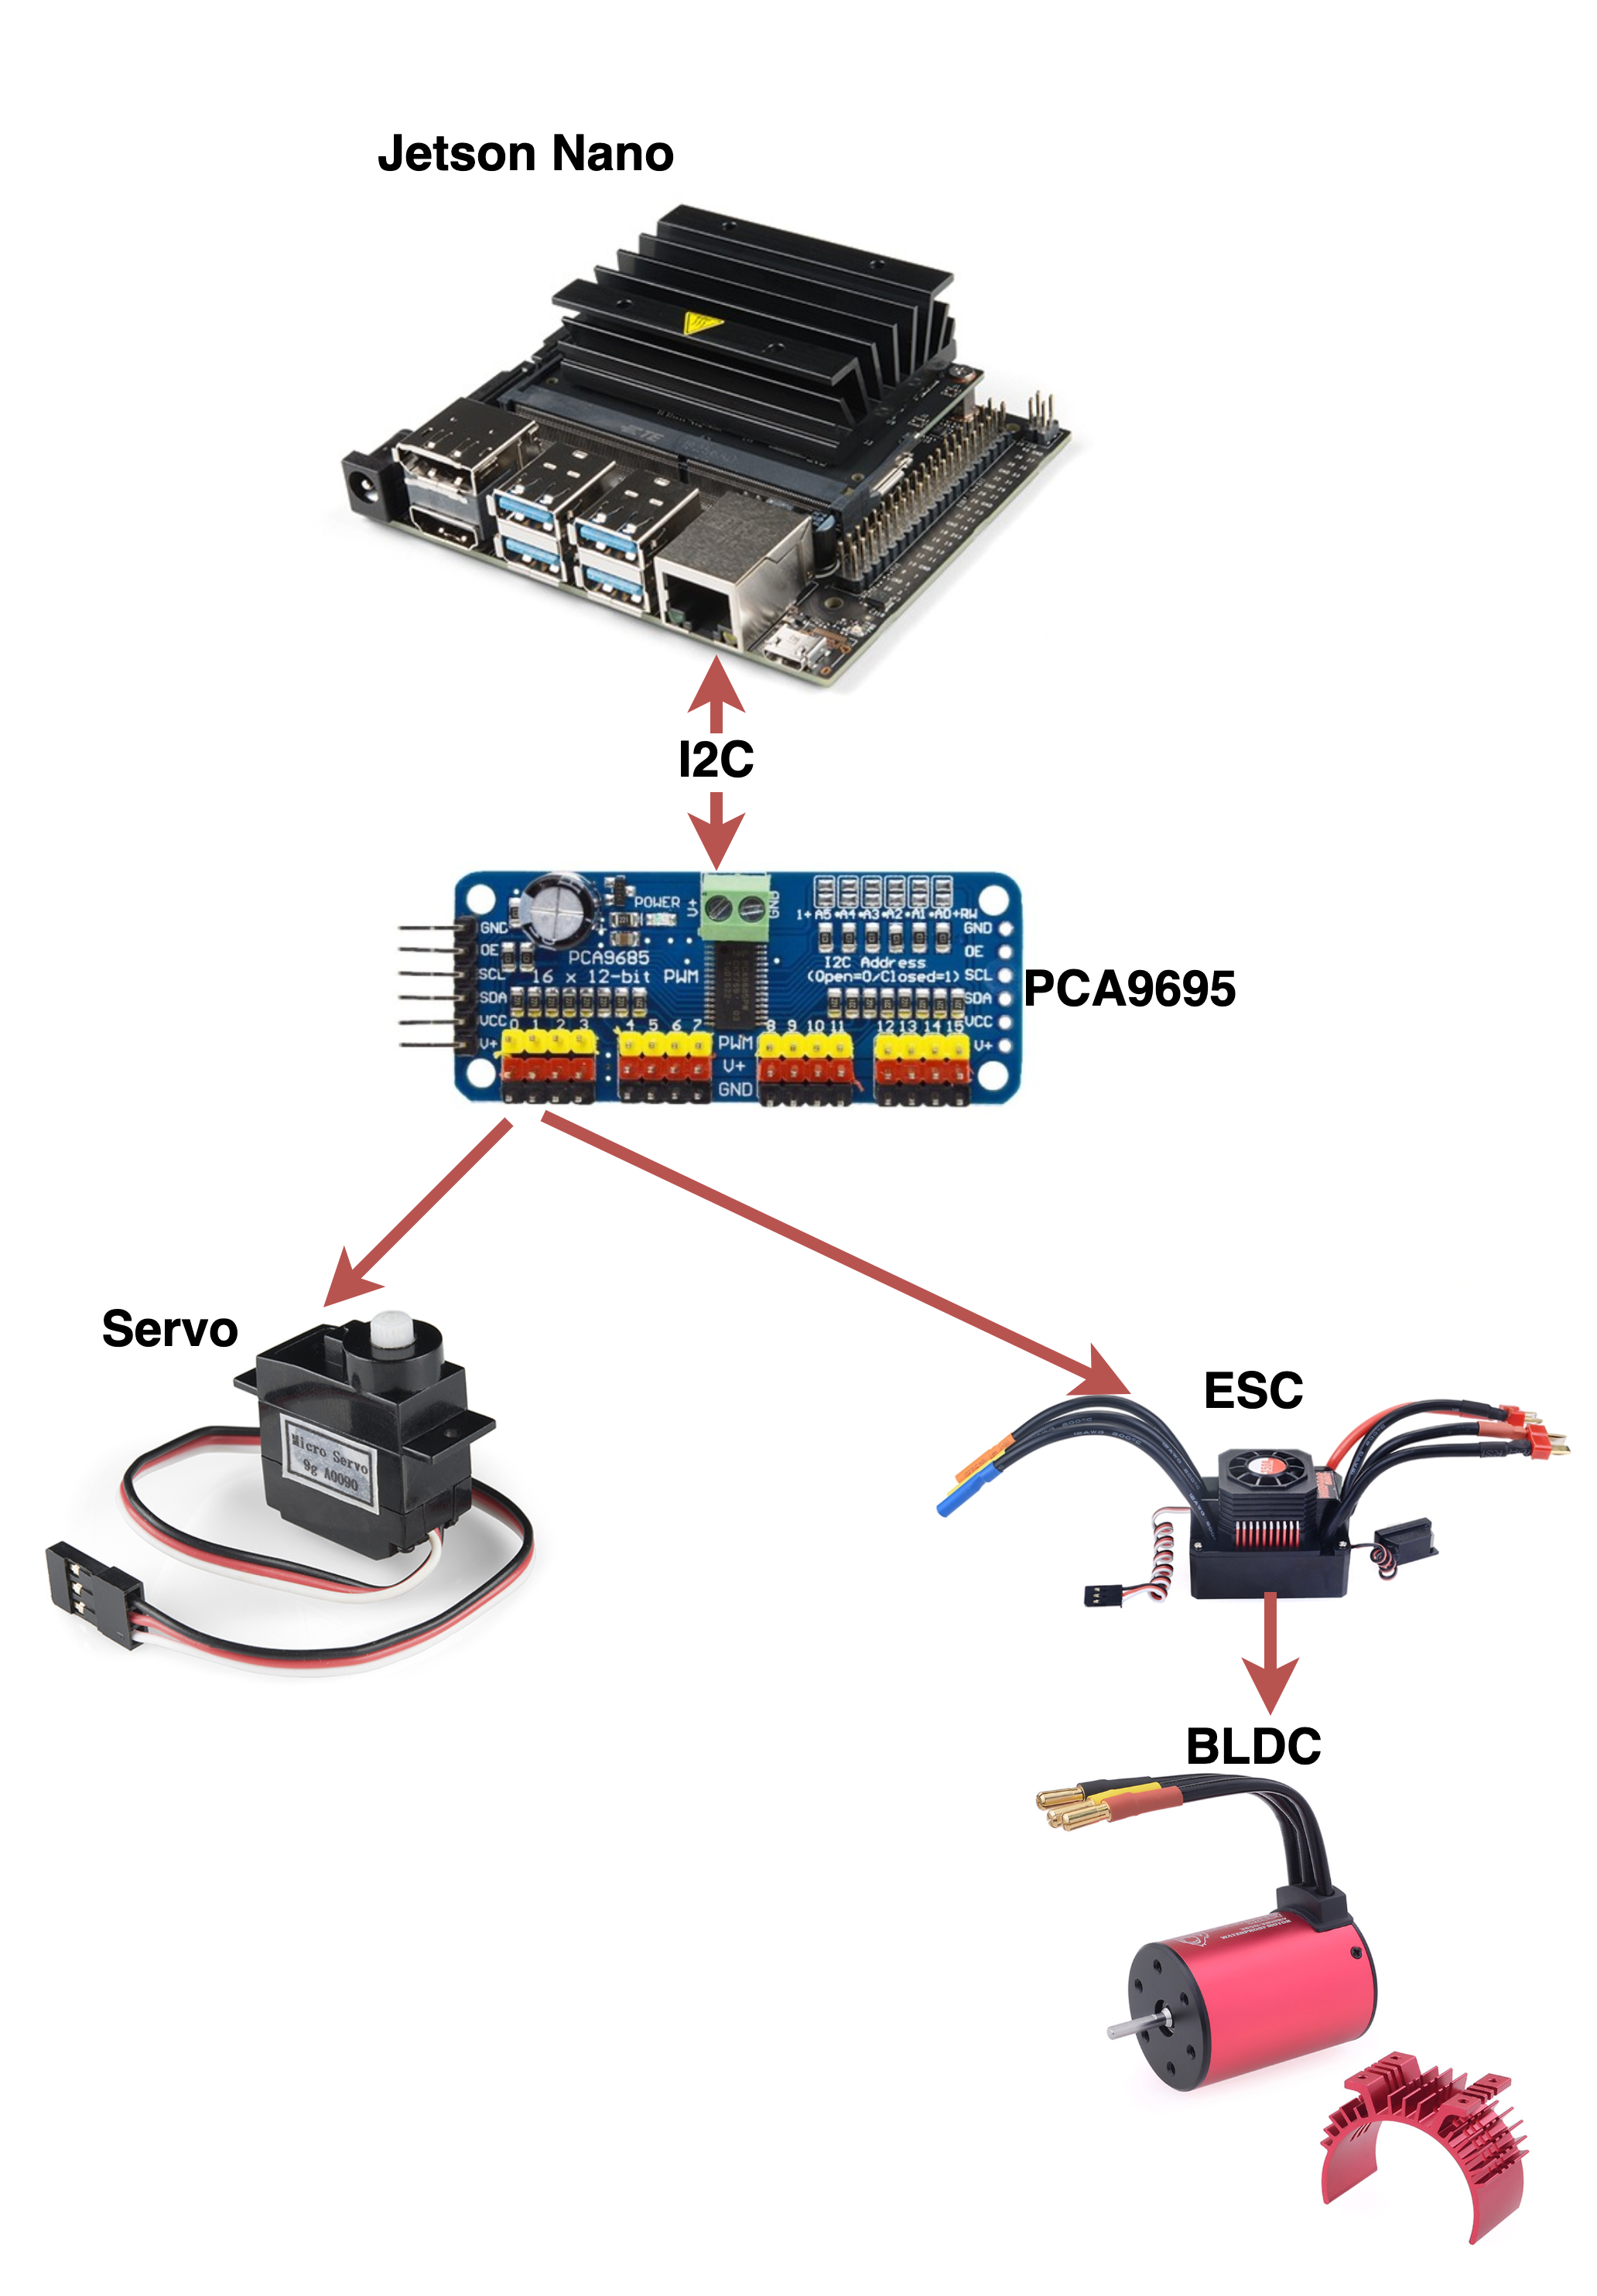 Jetson Nano
I2C
POWER
V+
GND
1+ A5 A4 A3 A2 A1 A0 +RW
GND
OE
SCL
SDA
VCC
V+
PCA9685
16 x 12-bit PWM
I2C Address
(Open=0/Closed=1)
GND
OE
SCL
SDA
VCC
V+
PCA9695
0 1 2 3 4 5 6 7 8 9 10 11 12 13 14 15
PWM
V+
GND
Servo
Micro Servo
9g A0090
ESC
BLDC